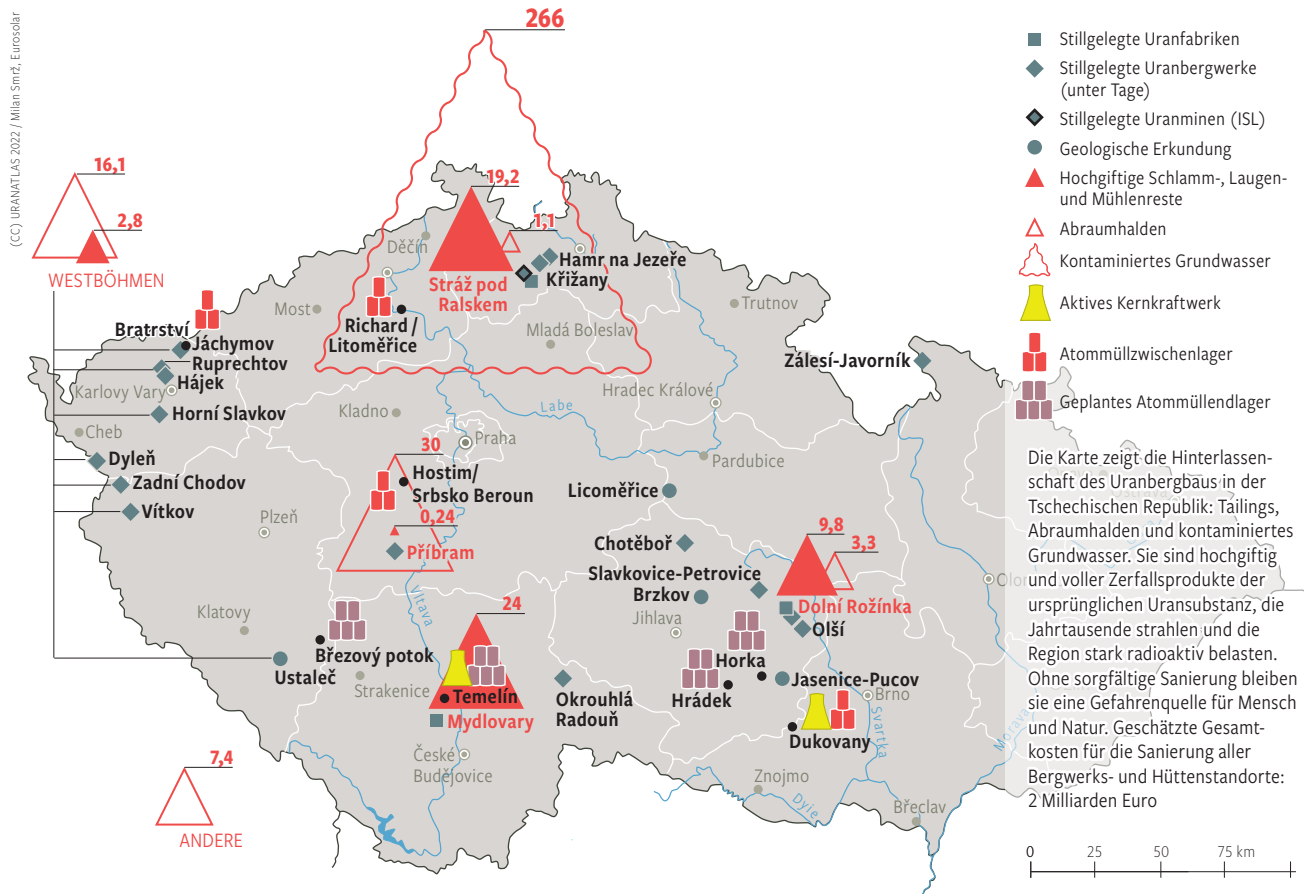 (CC) URANATLAS 2022 / Milan Smrž, Eurosolar
266
16,1
2,8
WESTBÖHMEN
19,2
1,1
Děčín
Hamr na Jezeře
Křižany
Stráž pod
Ralskem
Most
Richard /
Litoměřice
Mladá Boleslav
Trutnov
Bratrství
Jáchymov
Ruprechtov
Hájek
Karlovy Vary
Horní Slavkov
Cheb
Kladno
Labe
Hradec Králové
Zálesí-Javorník
Dyleň
Zadní Chodov
Vítkov
Plzeň
Praha
Pardubice
30
Hostim/
Srbsko Beroun
0,24
Příbram
Licoměřice
Chotěboř
Slavkovice-Petrovice
Brzkov
Jihlava
9,8
3,3
Dolní Rožínka
Olší
Vltava
Klatovy
24
Březový potok
Ustaleč
Strakenice
Temelín
Mydlovary
Okrouhlá
Radouň
Horka
Hrádek
Jasenice-Pucov
Brno
Svartka
Dukovany
České
Budějovice
Znojmo
Dyje
Břeclav
Morava
7,4
ANDERE
Stillgelegte Uranfabriken
Stillgelegte Uranbergwerke
(unter Tage)
Stillgelegte Uranminen (ISL)
Geologische Erkundung
Hochgiftige Schlamm-, Laugen-
und Mühlenreste
Abraumhalden
Kontaminiertes Grundwasser
Aktives Kernkraftwerk
Atommüllzwischenlager
Geplantes Atommüllendlager
Die Karte zeigt die Hinterlassen-
schaft des Uranbergbaus in der
Tschechischen Republik: Tailings,
Abraumhalden und kontaminiertes
Grundwasser. Sie sind hochgiftig
und voller Zerfallsprodukte der
ursprünglichen Uransubstanz, die
Jahrtausende strahlen und die
Region stark radioaktiv belasten.
Ohne sorgfältige Sanierung bleiben
sie eine Gefahrenquelle für Mensch
und Natur. Geschätzte Gesamt-
kosten für die Sanierung aller
Bergwerks- und Hüttenstandorte:
2 Milliarden Euro
0 25 50 75 km